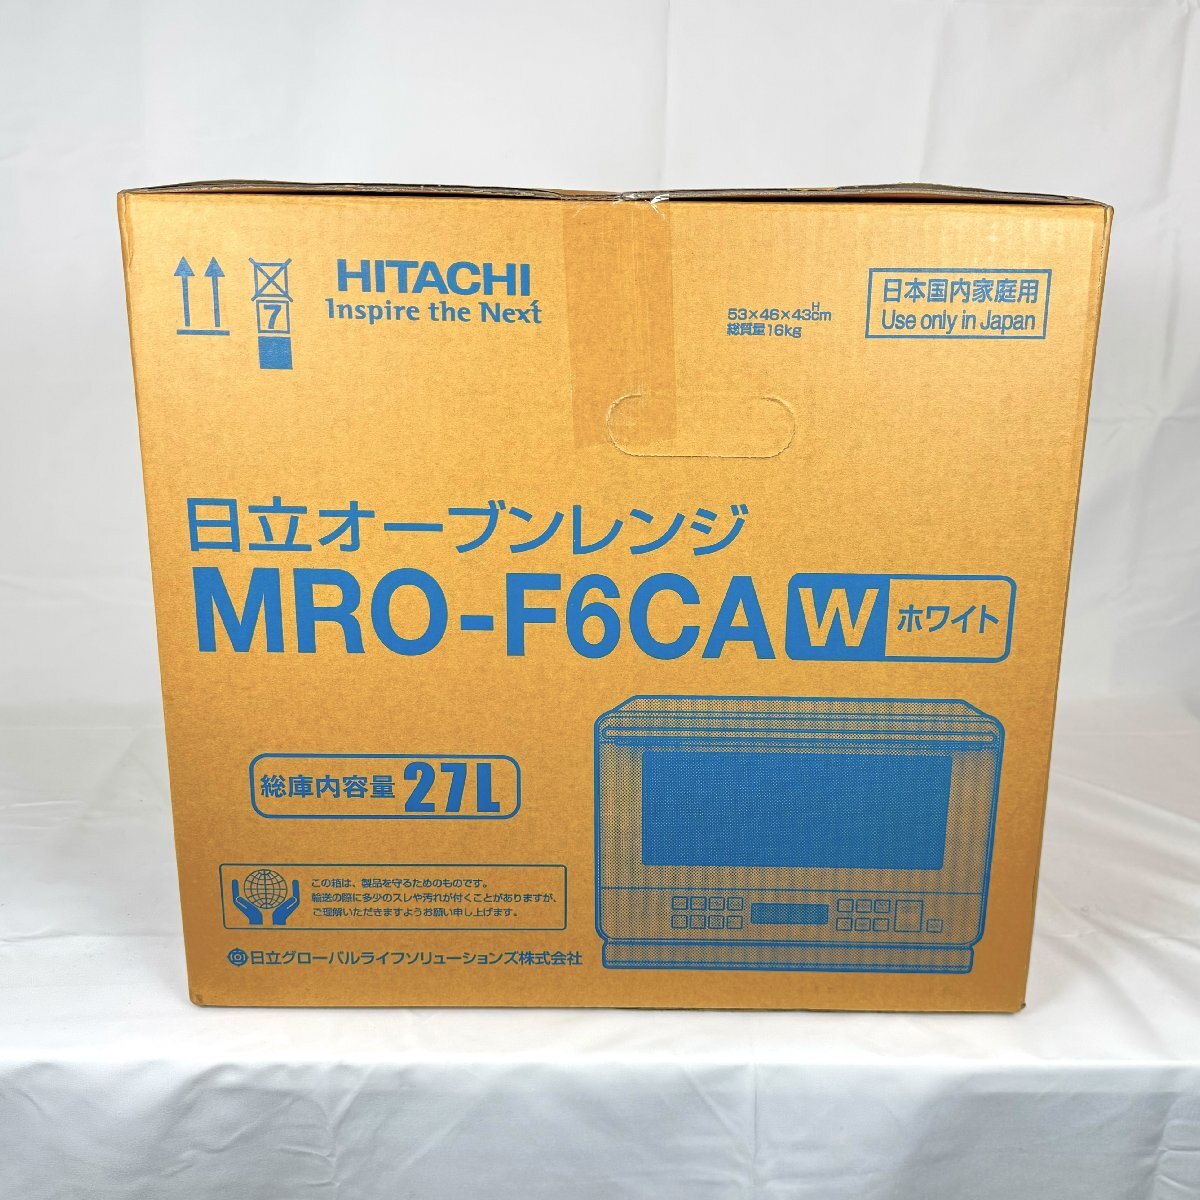 HITACHI
Inspire the Next
7
53×46×43cm
H
総質量16kg
日本国内家庭用
Use only in Japan
日立オーブンレンジ
MRO-F6CA W ホワイト
総庫内容量 27L
この箱は、製品を守るためのものです。
輸送の際に多少のスレや汚れが付くことがありますが、
ご理解いただきますようお願い申し上げます。
日立グローバルライフソリューションズ株式会社